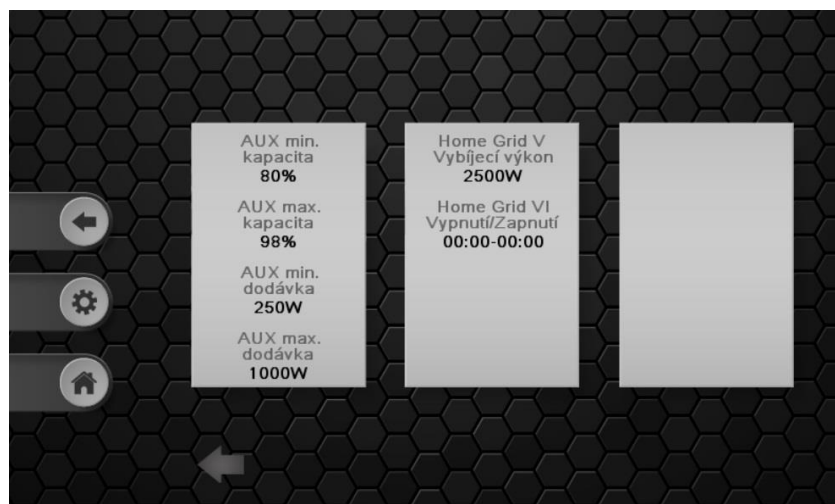 AUX min.
kapacita
80%
AUX max.
kapacita
98%
AUX min.
dodávka
250W
AUX max.
dodávka
1000W
Home Grid V
Vybíjecí výkon
2500W
Home Grid VI
Vypnutí/Zapnutí
00:00-00:00